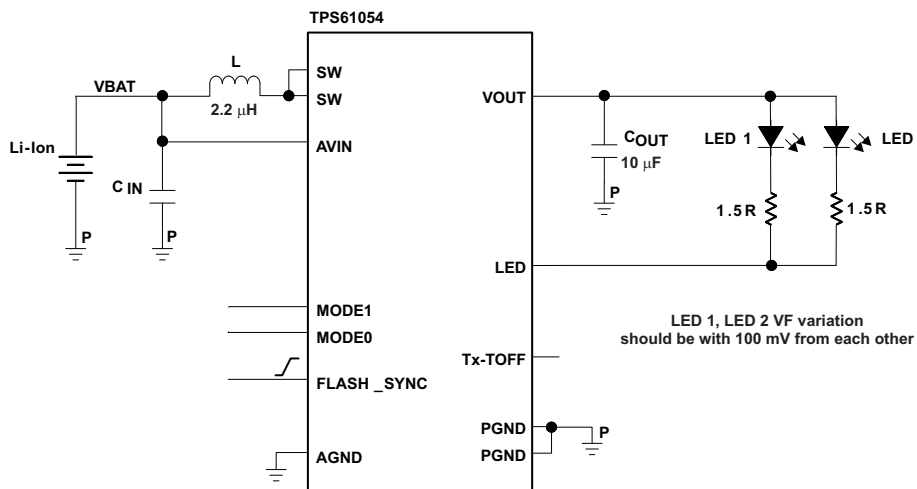 TPS61054
L
SW
VBAT
SW
VOUT
2.2 μH
Li-Ion
AVIN
COUT
LED 1
LED
10 μF
C IN
P
1.5R
1.5R
P
P
LED
MODE1
MODE0
LED 1, LED 2 VF variation
should be with 100 mV from each other
Tx-TOFF
FLASH _SYNC
PGND
P
AGND
PGND